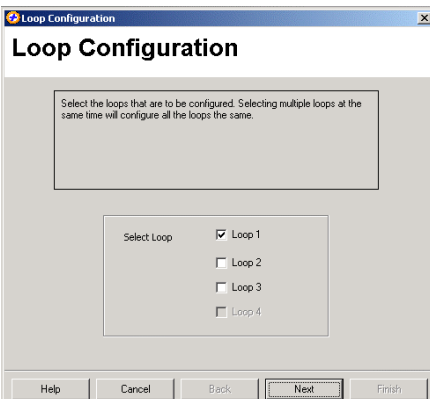 Loop Configuration
Loop Configuration
Select the loops that are to be configured. Selecting multiple loops at the
same time will configure all the loops the same.
Select Loop
Loop 1
Loop 2
Loop 3
Loop 4
Help Cancel Back Next Finish